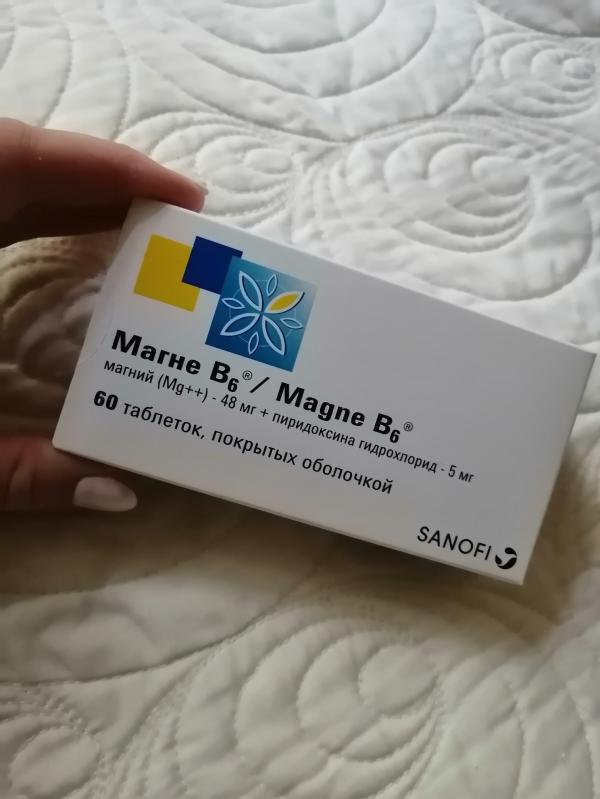 Магне B₆® / Magne B₆®
магний (Mg++) - 48 мг + пиридоксина гидрохлорид - 5 мг
60 таблеток, покрытых оболочкой
SANOFI